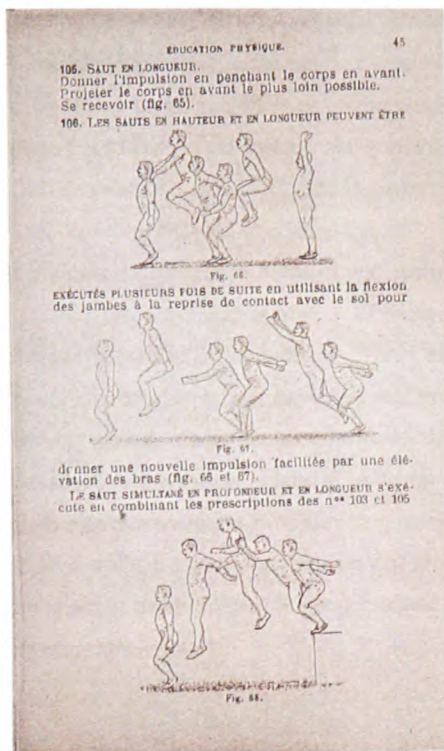 ÉDUCATION PHYSIQUE. 45
105. SAUT EN LONGUEUR.
Donner l'impulsion en penchant le corps en avant.
Projeter le corps en avant le plus loin possible.
Se recevoir (fig. 65).
106. LES SAUTS EN HAUTEUR ET EN LONGUEUR PEUVENT ÊTRE
Fig. 66.
EXÉCUTÉS PLUSIEURS FOIS DE SUITE en utilisant la flexion
des jambes à la reprise de contact avec le sol pour
Fig. 67.
donner une nouvelle impulsion facilitée par une élé-
vation des bras (fig. 66 et 67).
LE SAUT SIMULTANÉ EN PROFONDEUR ET EN LONGUEUR s'exé-
cute en combinant les prescriptions des nos 103 et 105
Fig. 68.